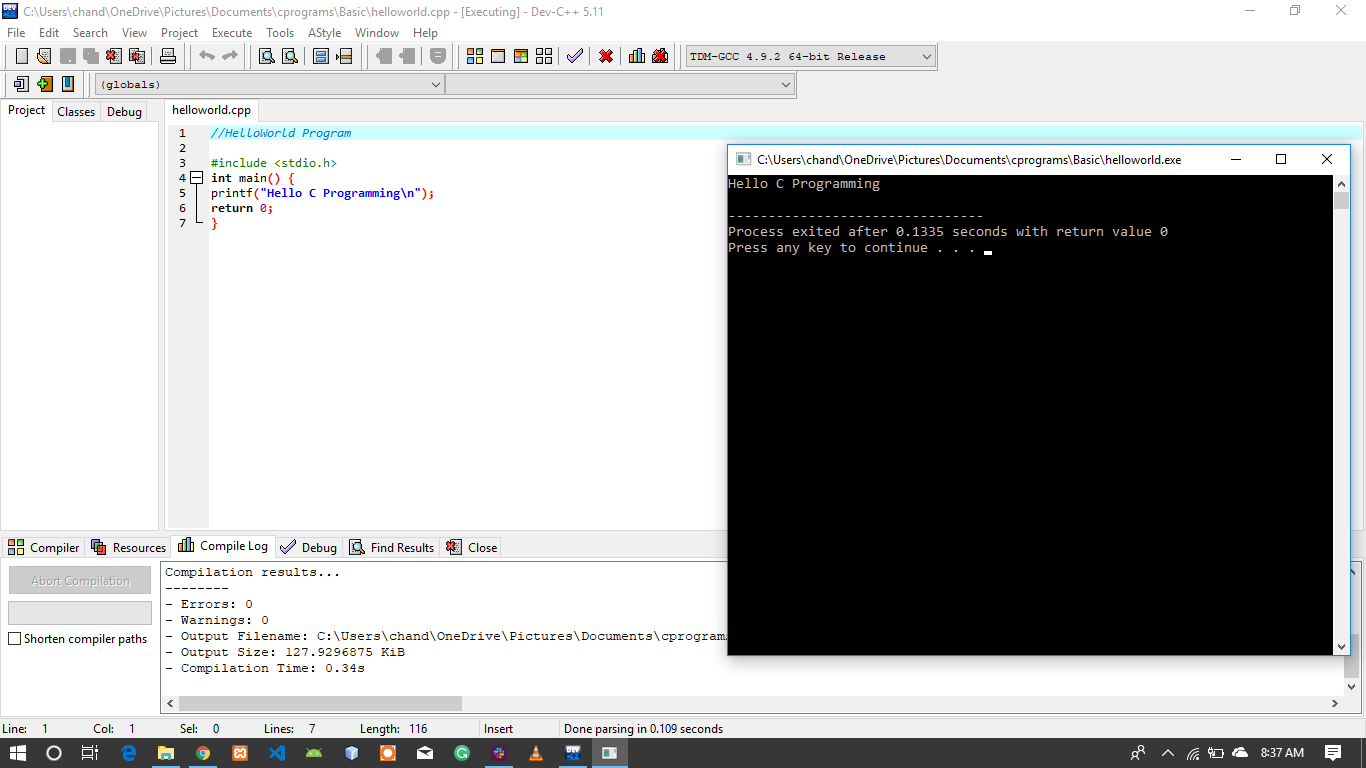 C:\Users\chand\OneDrive\Pictures\Documents\cprograms\Basic\helloworld.cpp - [Executing] - Dev-C++ 5.11
File Edit Search View Project Execute Tools AStyle Window Help
TDM-GCC 4.9.2 64-bit Release
(globals)
Project Classes Debug
helloworld.cpp
1 //HelloWorld Program
2
3 #include <stdio.h>
4 int main() {
5 printf("Hello C Programming\n");
6 return 0;
7 }
C:\Users\chand\OneDrive\Pictures\Documents\cprograms\Basic\helloworld.exe
Hello C Programming
--------------------------------
Process exited after 0.1335 seconds with return value 0
Press any key to continue . . .
Compiler Resources Compile Log Debug Find Results Close
Abort Compilation
Shorten compiler paths
Compilation results...
--------
- Errors: 0
- Warnings: 0
- Output Filename: C:\Users\chand\OneDrive\Pictures\Documents\cprogram
- Output Size: 127.9296875 KiB
- Compilation Time: 0.34s
Line: 1 Col: 1 Sel: 0 Lines: 7 Length: 116 Insert Done parsing in 0.109 seconds
8:37 AM